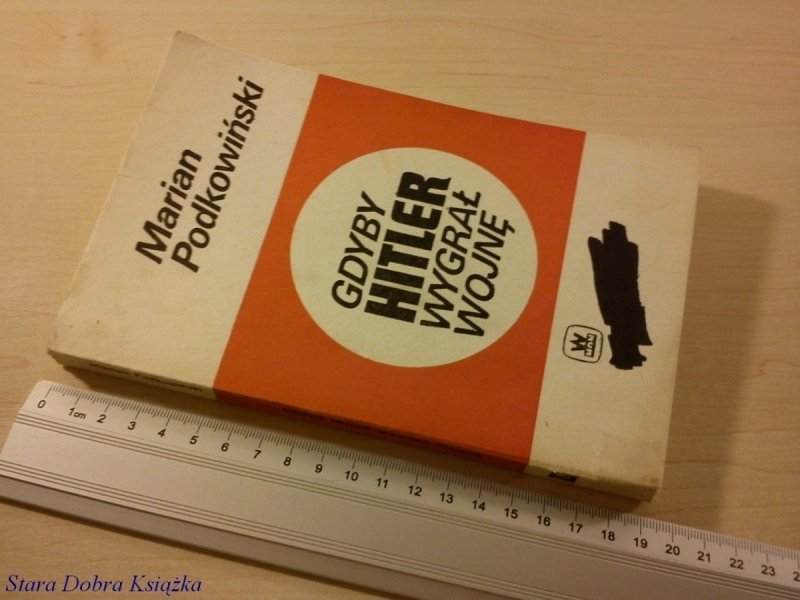 Marian
Podkowiński
GDYBY
HITLER
WYGRAŁ
WOJNĘ
W
MON
0 1cm 2 3 4 5 6 7 8 9 10 11 12 13 14 15 16 17 18 19 20 21 22 23
Stara Dobra Książka